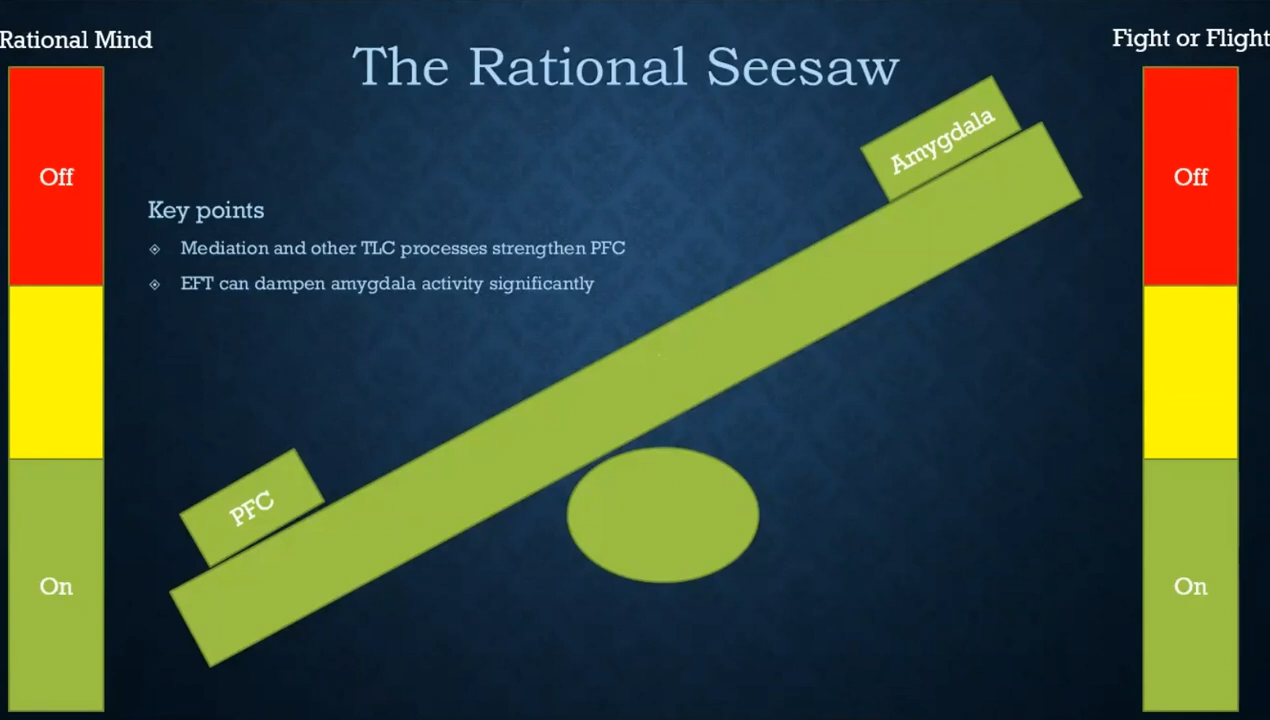 Rational Mind
The Rational Seesaw
Fight or Flight
Amygdala
Off
Off
Key points
Mediation and other TLC processes strengthen PFC
EFT can dampen amygdala activity significantly
PFC
On
On